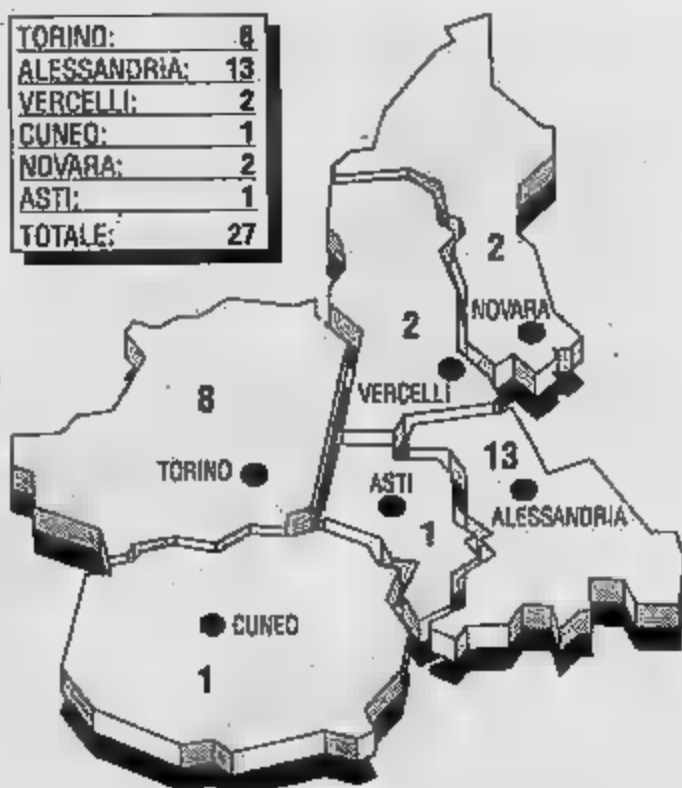 TORINO: 8
ALESSANDRIA: 13
VERCELLI: 2
CUNEO: 1
NOVARA: 2
ASTI: 1
TOTALE: 27
2
NOVARA
2
VERCELLI
8
TORINO
13
ALESSANDRIA
ASTI
1
CUNEO
1